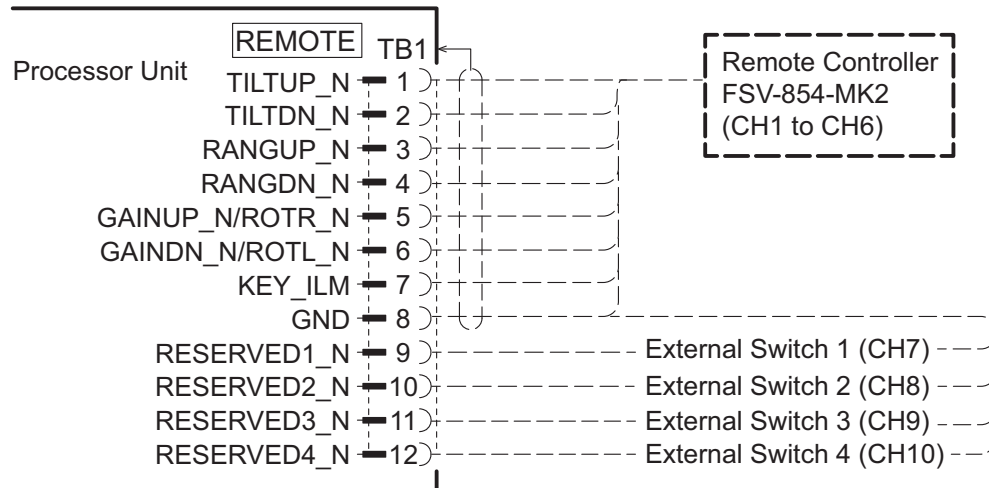 REMOTE TB1
Processor Unit
Remote Controller
FSV-854-MK2
(CH1 to CH6)
TILTUP_N 1
TILTDN_N 2
RANGUP_N 3
RANGDN_N 4
GAINUP_N/ROTR_N 5
GAINDN_N/ROTL_N 6
KEY_ILM 7
GND 8
RESERVED1_N 9 External Switch 1 (CH7)
RESERVED2_N 10 External Switch 2 (CH8)
RESERVED3_N 11 External Switch 3 (CH9)
RESERVED4_N 12 External Switch 4 (CH10)